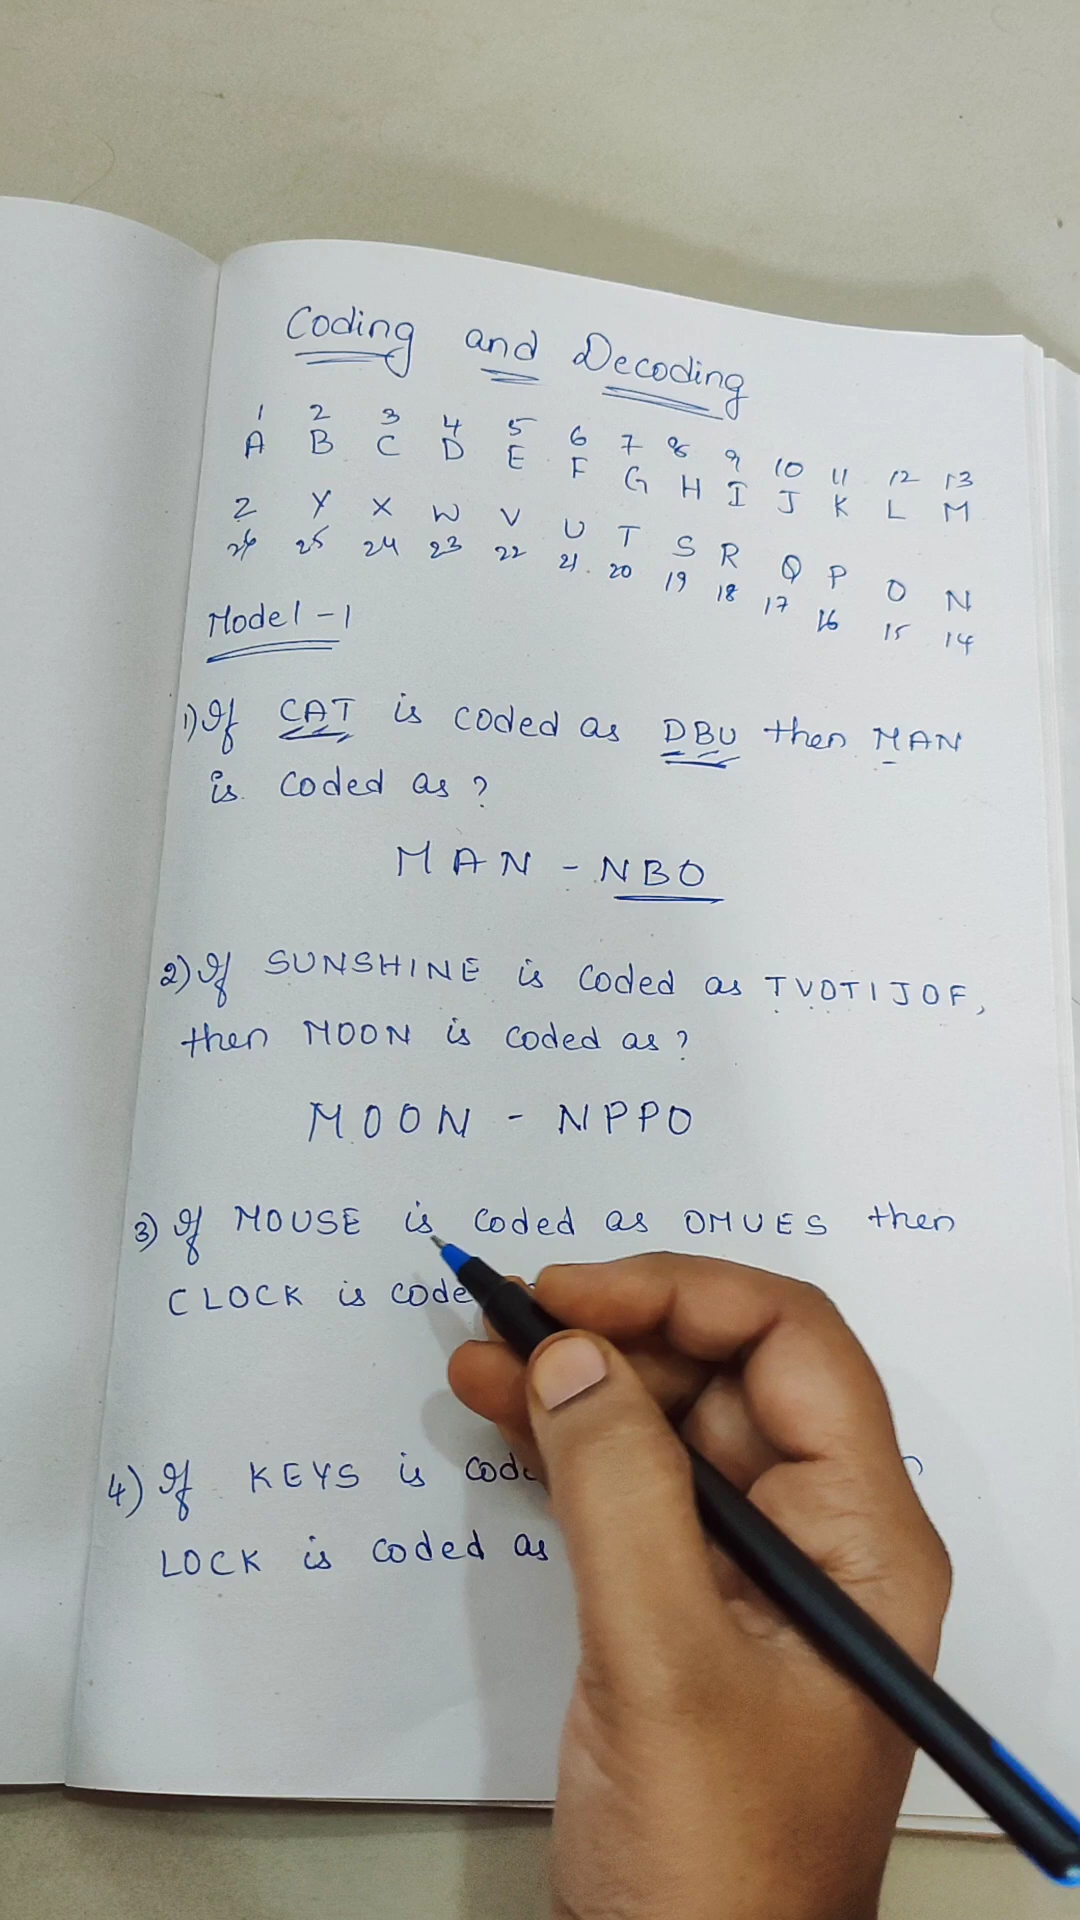 Coding and Decoding
1 2 3 4 5 6 7 8 9 10 11 12 13
A B C D E F G H I J K L M
Z Y X W V U T S R Q P O N
26 25 24 23 22 21. 20 19 18 17 16 15 14
Model-1
1) If CAT is coded as DBU then MAN
is coded as ?
MAN - NBO
2) If SUNSHINE is coded as TVOTIJOF,
then MOON is coded as ?
MOON - NPPO
3) If MOUSE is coded as OMUES then
CLOCK is code
4) If KEYS is
LOCK is coded as